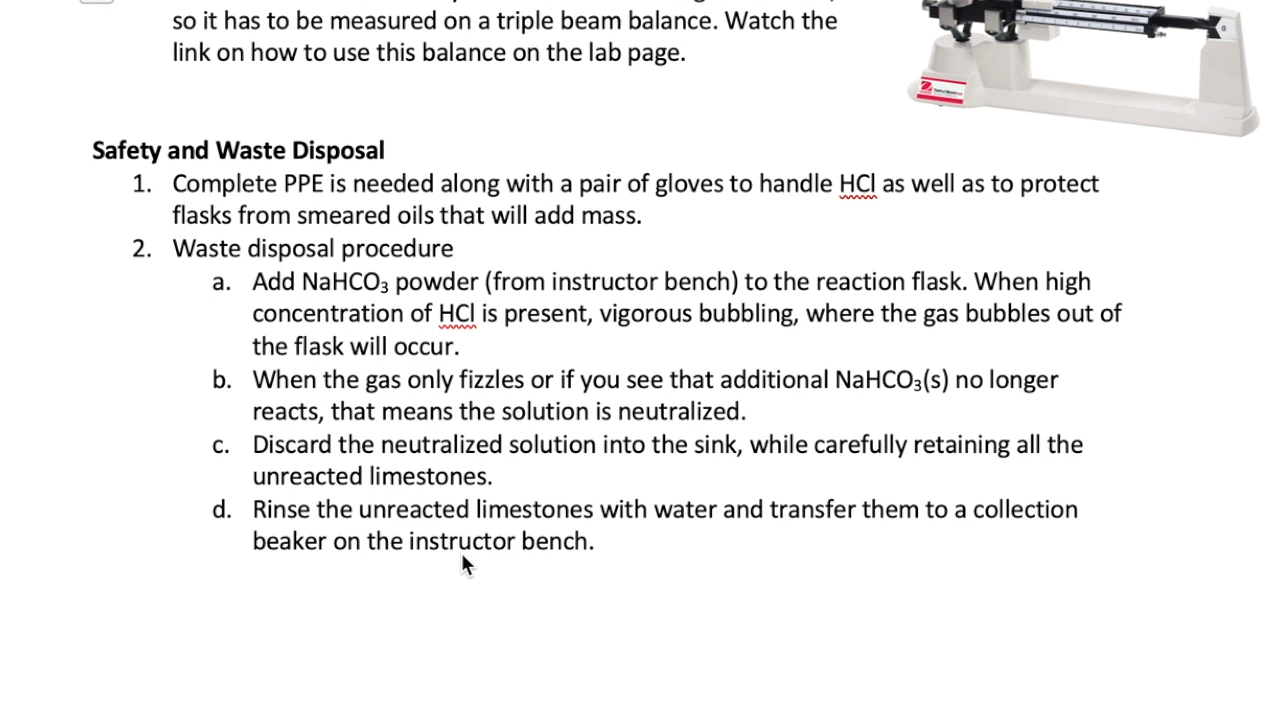 so it has to be measured on a triple beam balance. Watch the
link on how to use this balance on the lab page.
Safety and Waste Disposal
1. Complete PPE is needed along with a pair of gloves to handle HCl as well as to protect
flasks from smeared oils that will add mass.
2. Waste disposal procedure
a. Add NaHCO₃ powder (from instructor bench) to the reaction flask. When high
concentration of HCl is present, vigorous bubbling, where the gas bubbles out of
the flask will occur.
b. When the gas only fizzles or if you see that additional NaHCO₃(s) no longer
reacts, that means the solution is neutralized.
c. Discard the neutralized solution into the sink, while carefully retaining all the
unreacted limestones.
d. Rinse the unreacted limestones with water and transfer them to a collection
beaker on the instructor bench.